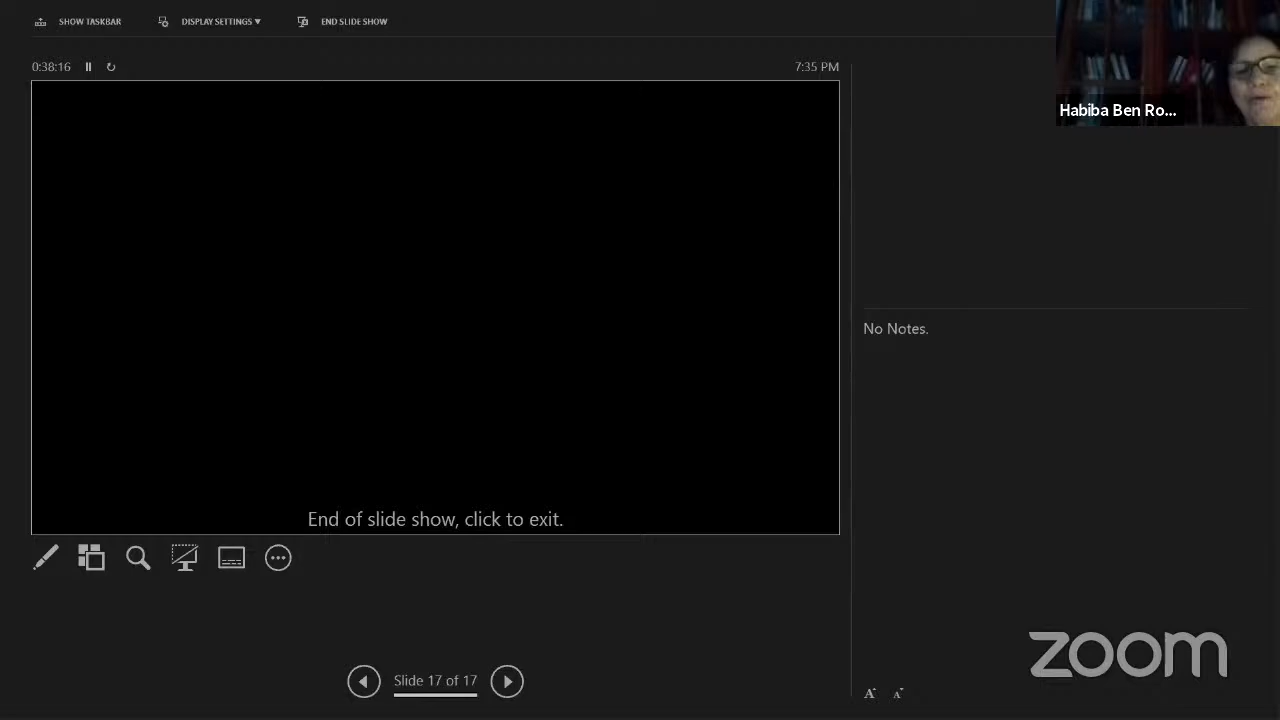 SHOW TASKBAR
DISPLAY SETTINGS ▼
END SLIDE SHOW
0:38:16
7:35 PM
Habiba Ben Ro...
End of slide show, click to exit.
No Notes.
Slide 17 of 17
A A
zoom